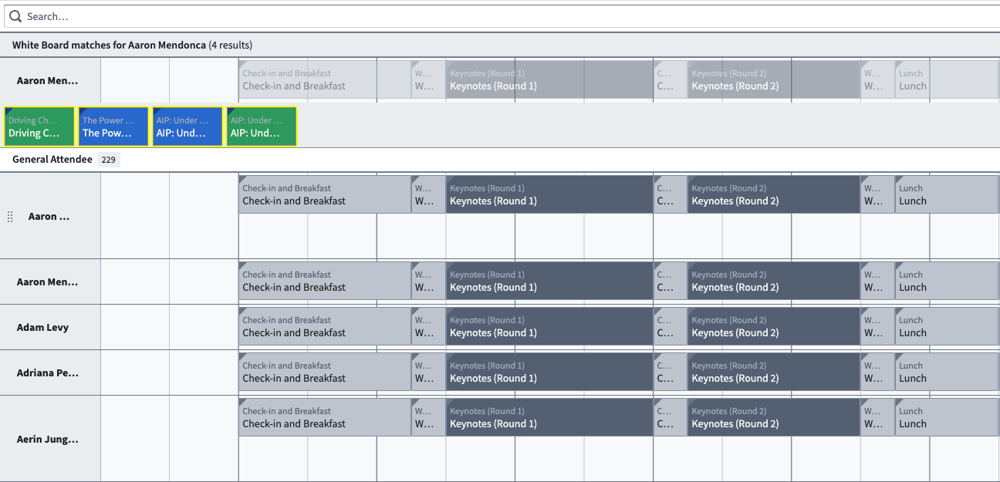 Search…
White Board matches for Aaron Mendonca (4 results)
Aaron Men…
Check-in and Breakfast W… Keynotes (Round 1) C… Keynotes (Round 2) W… Lunch
Check-in and Breakfast W… Keynotes (Round 1) C… Keynotes (Round 2) W… Lunch
Driving Ch… The Power … AIP: Under … AIP: Under …
Driving C… The Pow… AIP: Und… AIP: Und…
General Attendee 229
Aaron …
Check-in and Breakfast W… Keynotes (Round 1) C… Keynotes (Round 2) W… Lunch
Check-in and Breakfast W… Keynotes (Round 1) C… Keynotes (Round 2) W… Lunch
Aaron Men…
Check-in and Breakfast W… Keynotes (Round 1) C… Keynotes (Round 2) W… Lunch
Check-in and Breakfast W… Keynotes (Round 1) C… Keynotes (Round 2) W… Lunch
Adam Levy
Check-in and Breakfast W… Keynotes (Round 1) C… Keynotes (Round 2) W… Lunch
Check-in and Breakfast W… Keynotes (Round 1) C… Keynotes (Round 2) W… Lunch
Adriana Pe…
Check-in and Breakfast W… Keynotes (Round 1) C… Keynotes (Round 2) W… Lunch
Check-in and Breakfast W… Keynotes (Round 1) C… Keynotes (Round 2) W… Lunch
Aerin Jung…
Check-in and Breakfast W… Keynotes (Round 1) C… Keynotes (Round 2) W… Lunch
Check-in and Breakfast W… Keynotes (Round 1) C… Keynotes (Round 2) W… Lunch